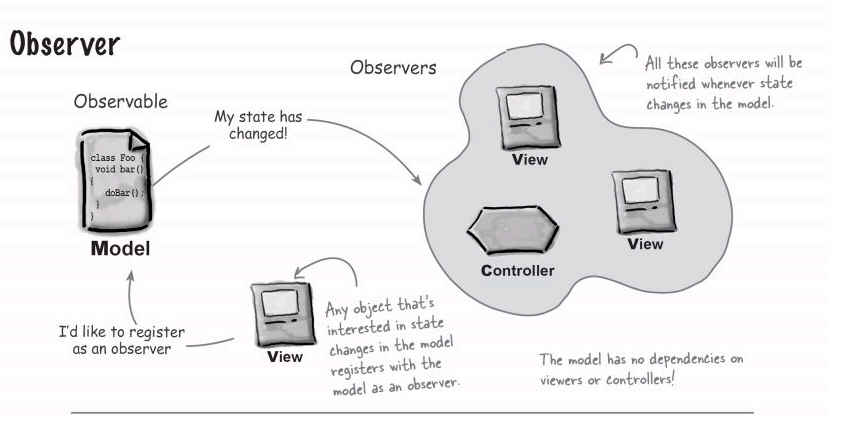 Observer
Observable
class Foo {
void bar()
{
doBar();
}
}
Model
My state has
changed!
Observers
View
View
Controller
All these observers will be
notified whenever state
changes in the model.
I'd like to register
as an observer
View
Any object that's
interested in state
changes in the model
registers with the
model as an observer.
The model has no dependencies on
viewers or controllers!